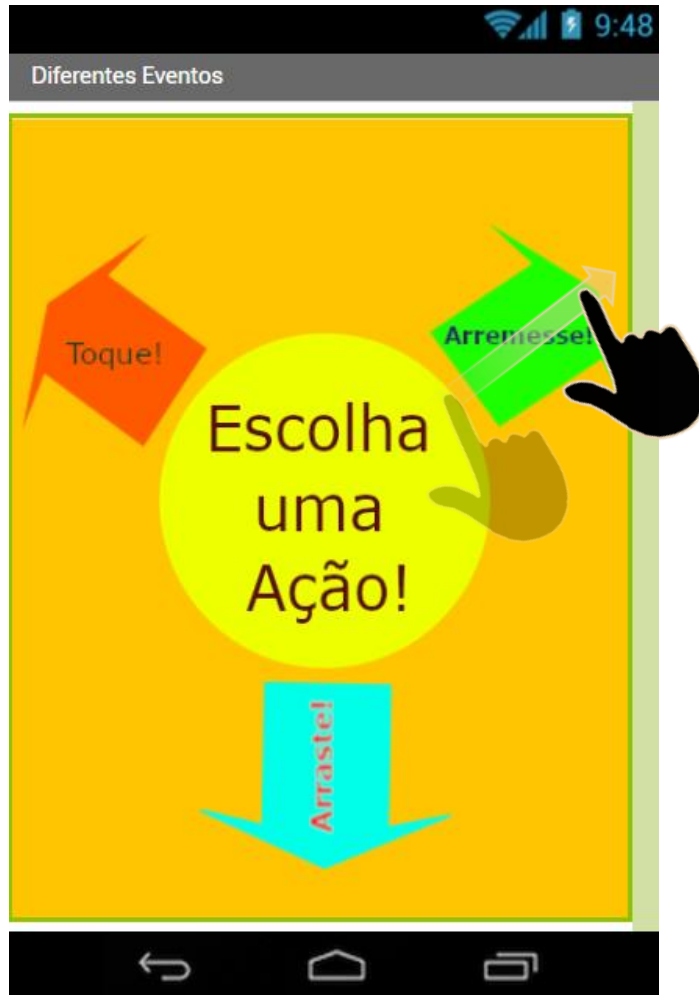 9:48
Diferentes Eventos
Toque!
Arremesse!
Escolha
uma
Ação!
Arraste!